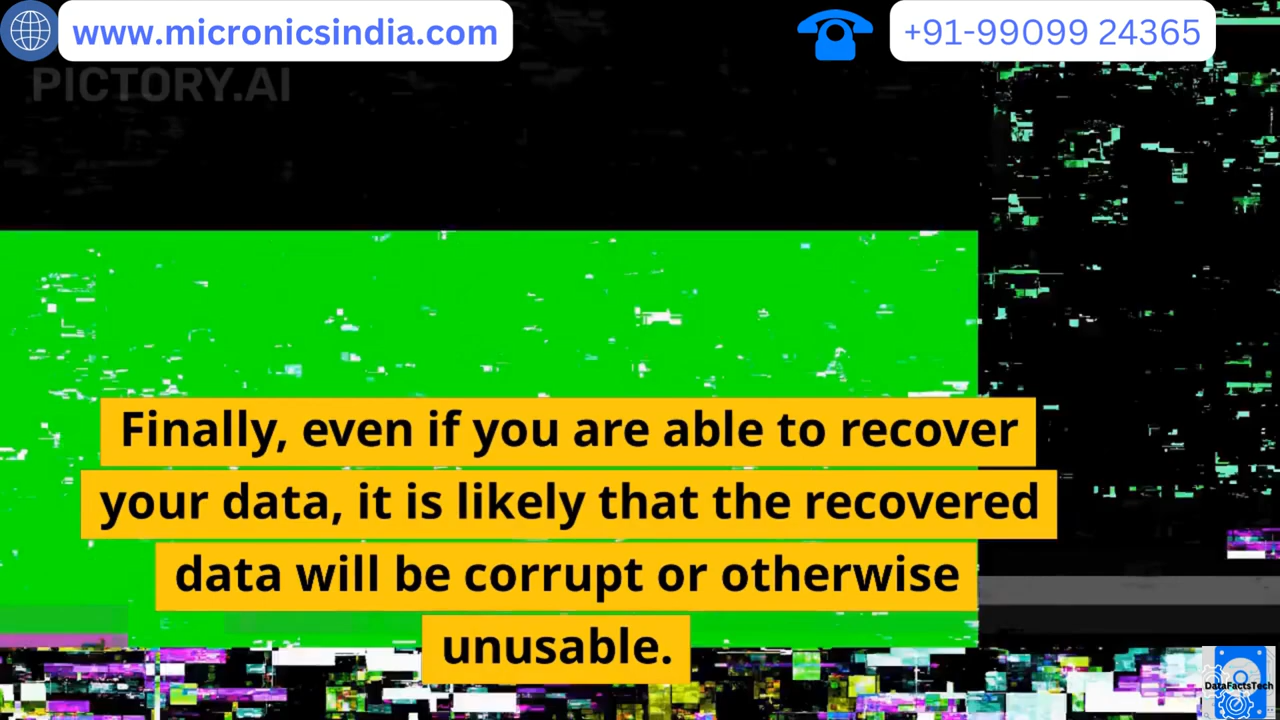 www.micronicsindia.com
+91-99099 24365
PICTORY.AI
Finally, even if you are able to recover
your data, it is likely that the recovered
data will be corrupt or otherwise
unusable.
DataFactsTech